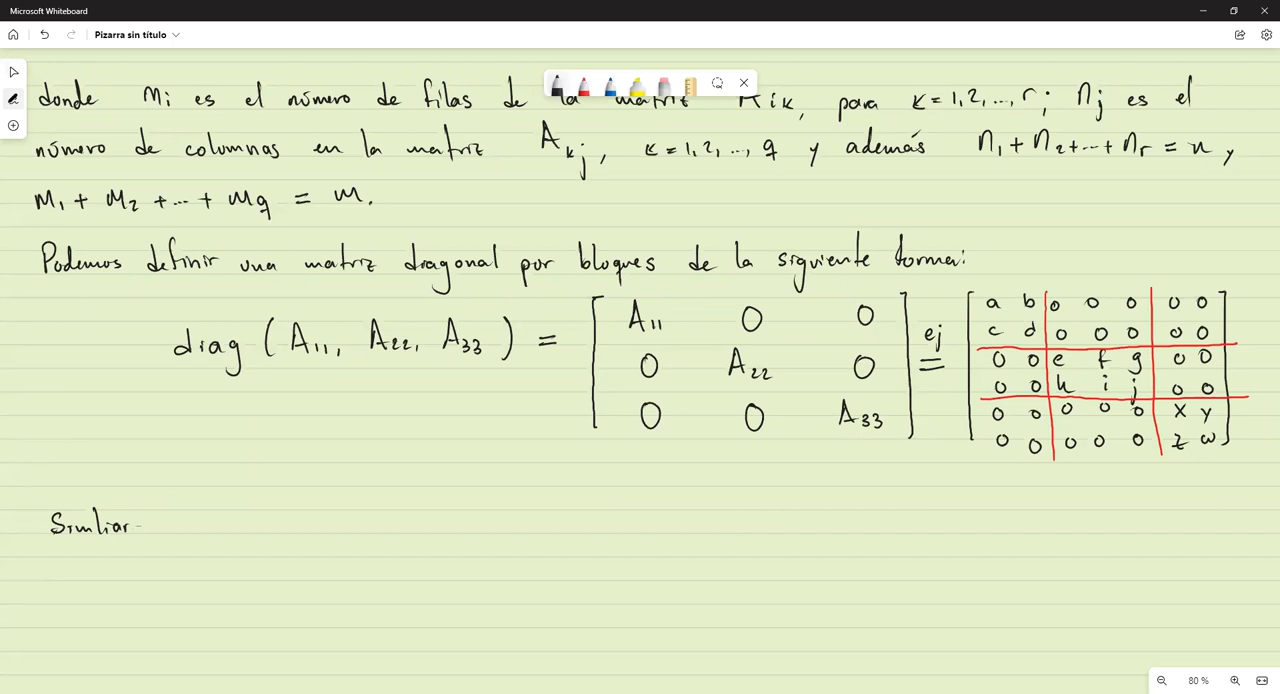 Microsoft Whiteboard
Pizarra sin título
donde mi es el número de filas de la matriz Aik, para k=1,2,...,r; nj es el
número de columnas en la matriz Akj, k=1,2,...,q y además n1+n2+...+nr=n y
m1+m2+...+mq = m.
Podemos definir una matriz diagonal por bloques de la siguiente forma:
diag (A11, A22, A33) = [ A11 0 0 ; 0 A22 0 ; 0 0 A33 ] ej =
a b 0 0 0 0 0
c d 0 0 0 0 0
0 0 e f g 0 0
0 0 h i j 0 0
0 0 0 0 0 x y
0 0 0 0 0 z w
Simliar-
80 %